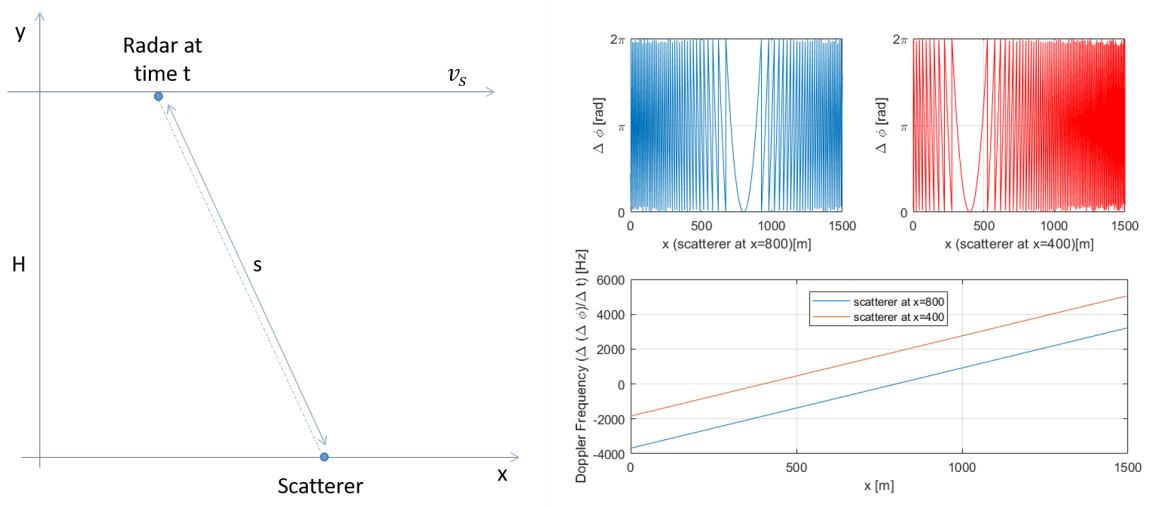 y
Radar at
time t
v_s
H
s
x
Scatterer
2π
π
0
Δ ϕ [rad]
0 500 1000 1500
x (scatterer at x=800)[m]
2π
π
0
Δ ϕ [rad]
0 500 1000 1500
x (scatterer at x=400)[m]
Doppler Frequency (Δ (Δ ϕ)/Δ t) [Hz]
6000
4000
2000
0
-2000
-4000
scatterer at x=800
scatterer at x=400
0 500 1000 1500
x [m]